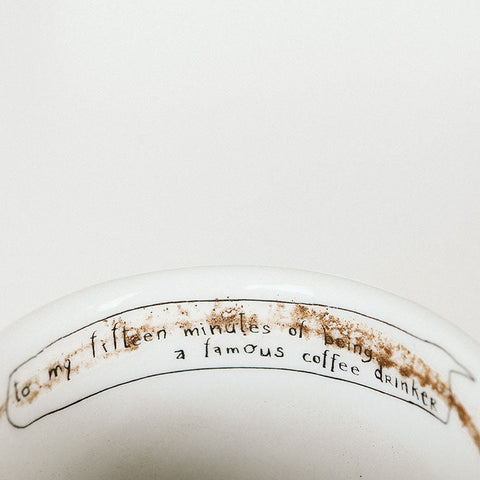 to my fifteen minutes of being
a famous coffee drinker